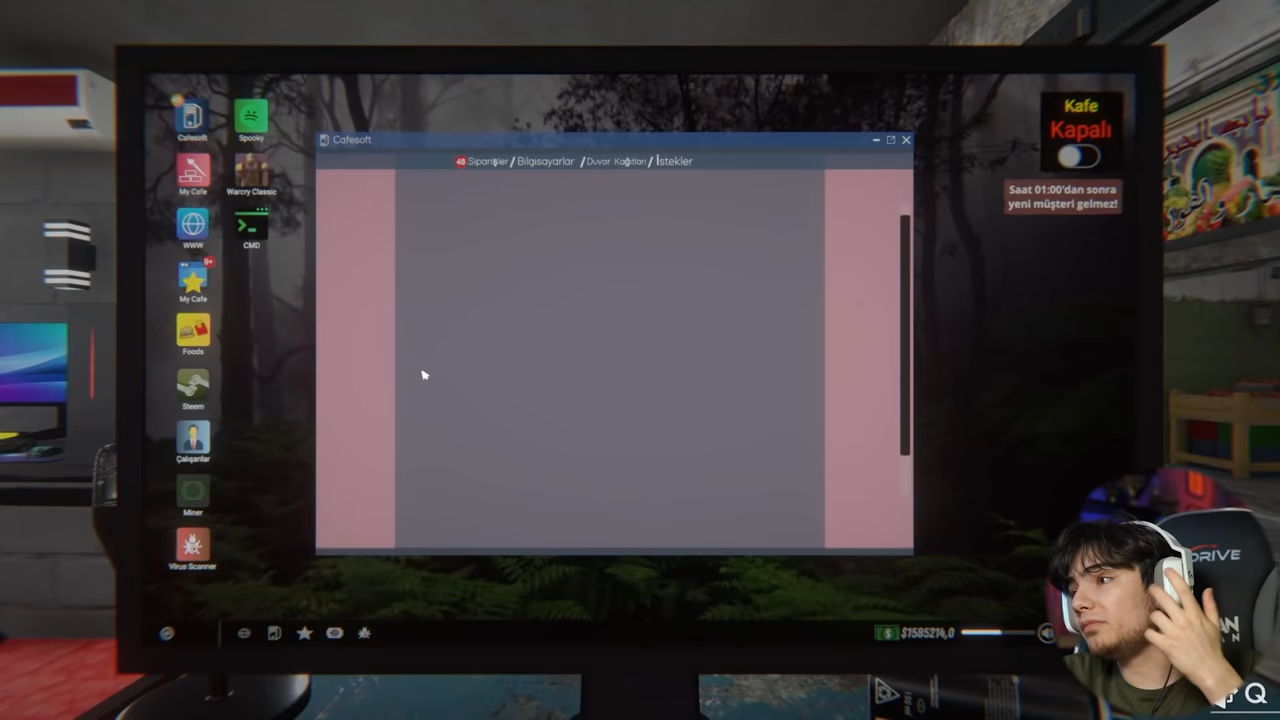 Cafesoft
48 Siparişler / Bilgisayarlar / Duvar Kağıtları / İstekler
Kafe
Kapalı
Saat 01:00'dan sonra
yeni müşteri gelmez!
Cafesoft
Spooky
My Cafe
Warcry Classic
WWW
CMD
9+
My Cafe
Foods
Steem
Çalışanlar
Miner
Virus Scanner
$1585214,0
DRIVE
Q